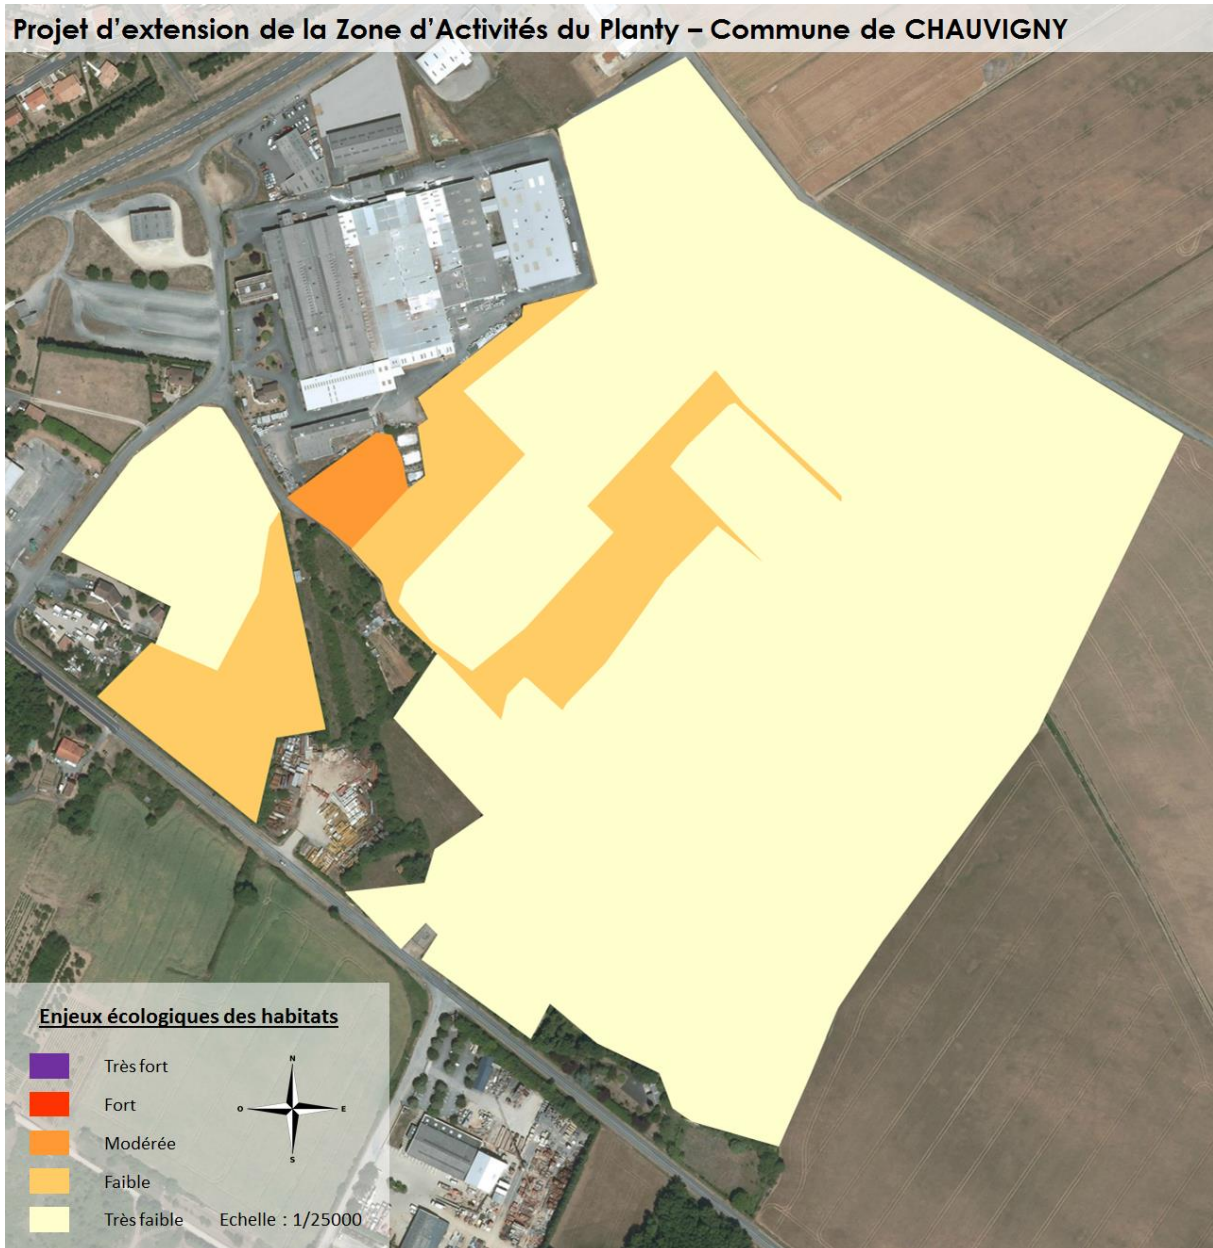 Projet d'extension de la Zone d'Activités du Planty – Commune de CHAUVIGNY
Enjeux écologiques des habitats
Très fort
Fort
Modérée
Faible
Très faible
N
O
E
S
Echelle : 1/25000